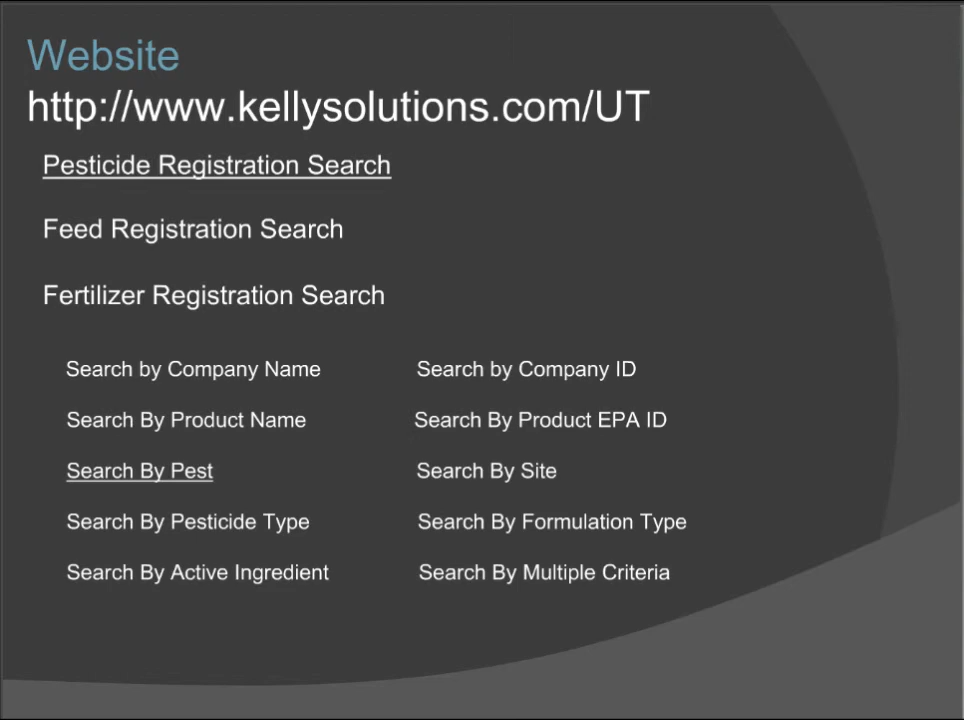 Website
http://www.kellysolutions.com/UT
Pesticide Registration Search
Feed Registration Search
Fertilizer Registration Search
Search by Company Name
Search by Company ID
Search By Product Name
Search By Product EPA ID
Search By Pest
Search By Site
Search By Pesticide Type
Search By Formulation Type
Search By Active Ingredient
Search By Multiple Criteria